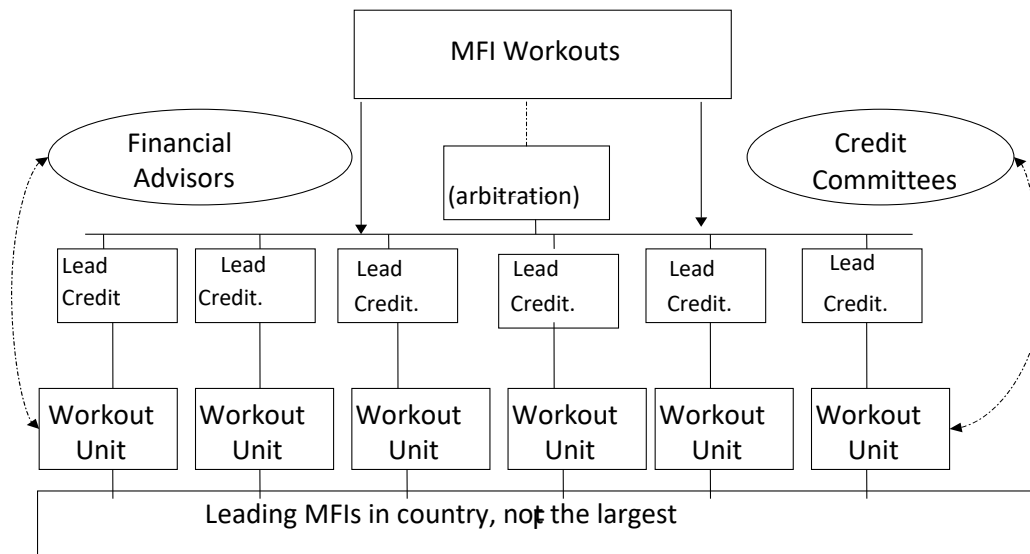 MFI Workouts
Financial
Advisors
Credit
Committees
(arbitration)
Lead
Credit
Lead
Credit.
Lead
Credit.
Lead
Credit.
Lead
Credit.
Lead
Credit.
Workout
Unit
Workout
Unit
Workout
Unit
Workout
Unit
Workout
Unit
Workout
Unit
Leading MFIs in country, not the largest